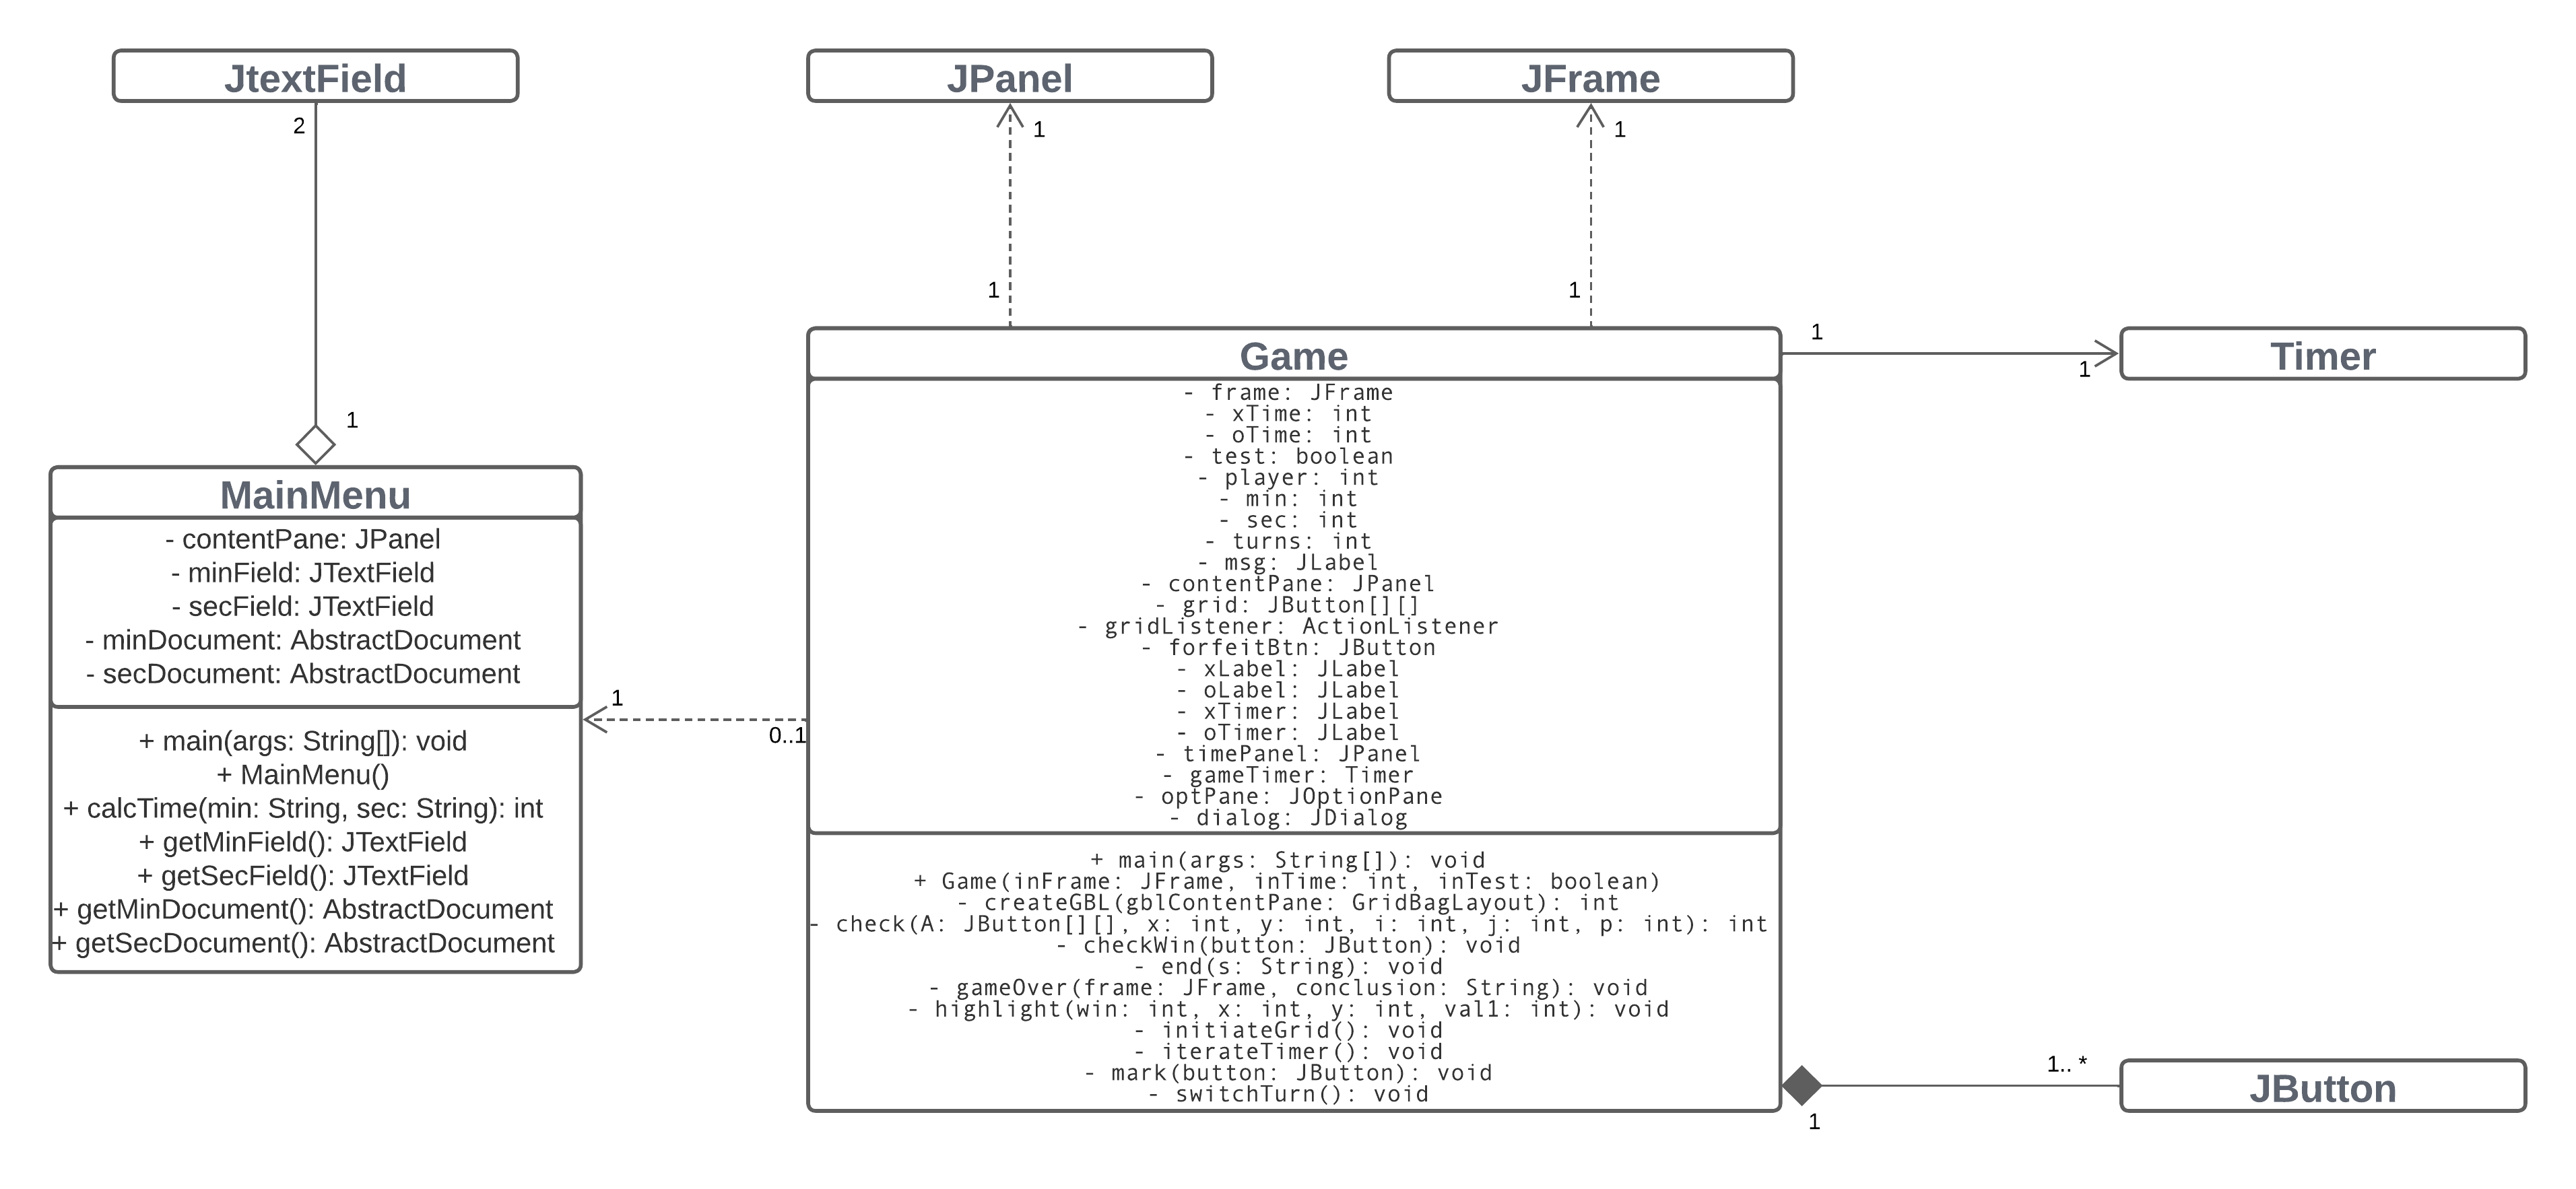 JtextField
JPanel
JFrame
2
1
1
1
1
1
MainMenu
- contentPane: JPanel
- minField: JTextField
- secField: JTextField
- minDocument: AbstractDocument
- secDocument: AbstractDocument
+ main(args: String[]): void
+ MainMenu()
+ calcTime(min: String, sec: String): int
+ getMinField(): JTextField
+ getSecField(): JTextField
+ getMinDocument(): AbstractDocument
+ getSecDocument(): AbstractDocument
1
0..1
Game
- frame: JFrame
- xTime: int
- oTime: int
- test: boolean
- player: int
- min: int
- sec: int
- turns: int
- msg: JLabel
- contentPane: JPanel
- grid: JButton[][]
- gridListener: ActionListener
- forfeitBtn: JButton
- xLabel: JLabel
- oLabel: JLabel
- xTimer: JLabel
- oTimer: JLabel
- timePanel: JPanel
- gameTimer: Timer
- optPane: JOptionPane
- dialog: JDialog
+ main(args: String[]): void
+ Game(inFrame: JFrame, inTime: int, inTest: boolean)
- createGBL(gblContentPane: GridBagLayout): int
- check(A: JButton[][], x: int, y: int, i: int, j: int, p: int): int
- checkWin(button: JButton): void
- end(s: String): void
- gameOver(frame: JFrame, conclusion: String): void
- highlight(win: int, x: int, y: int, val1: int): void
- initiateGrid(): void
- iterateTimer(): void
- mark(button: JButton): void
- switchTurn(): void
1
1
Timer
1.. *
1
JButton